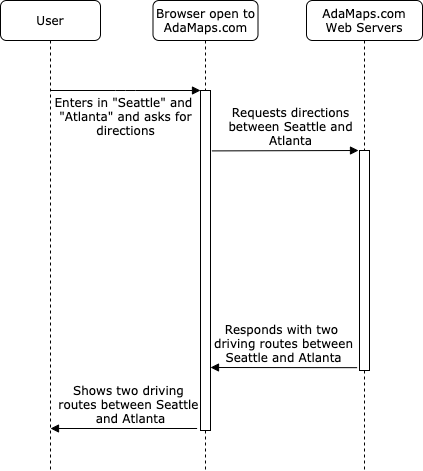 User
Browser open to
AdaMaps.com
AdaMaps.com
Web Servers
Enters in "Seattle" and
"Atlanta" and asks for
directions
Requests directions
between Seattle and
Atlanta
Responds with two
driving routes between
Seattle and Atlanta
Shows two driving
routes between Seattle
and Atlanta